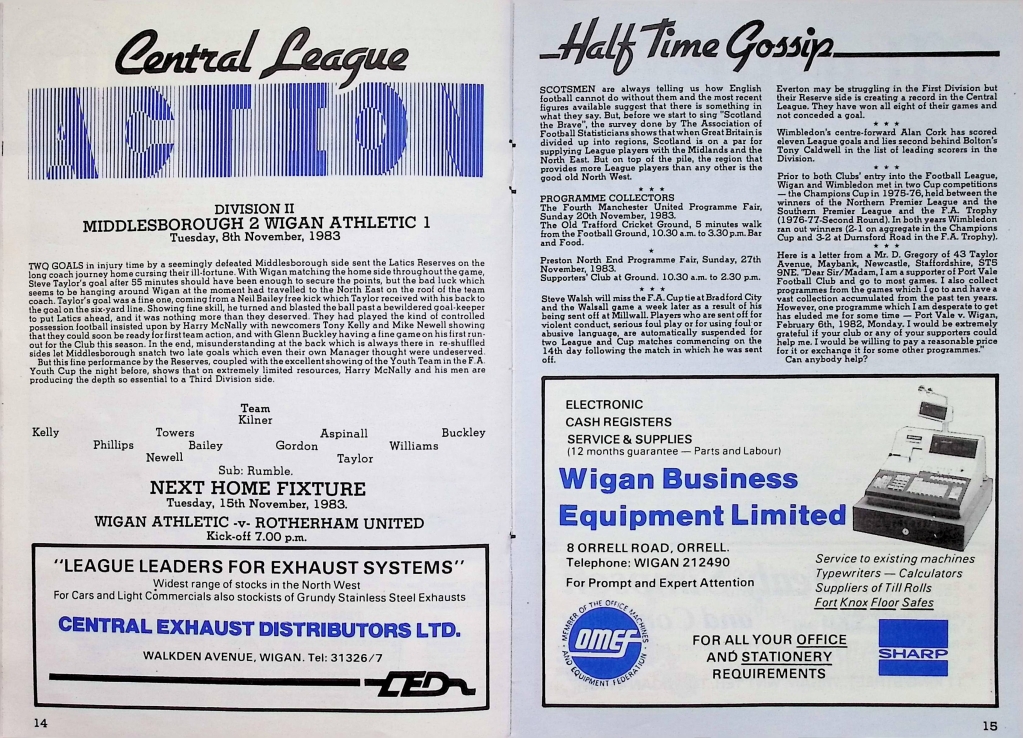 Central League
ACTION
DIVISION II
MIDDLESBOROUGH 2 WIGAN ATHLETIC 1
Tuesday, 8th November, 1983
TWO GOALS in injury time by a seemingly defeated Middlesborough side sent the Latics Reserves on the
long coach journey home cursing their ill-fortune. With Wigan matching the home side throughout the game,
Steve Taylor's goal after 55 minutes should have been enough to secure the points, but the bad luck which
seems to be hanging around Wigan at the moment had travelled to the North East on the roof of the team
coach. Taylor's goal was a fine one, coming from a Neil Bailey free kick which Taylor received with his back to
the goal on the six-yard line. Showing fine skill, he turned and blasted the ball past a bewildered goal-keeper
to put Latics ahead, and it was nothing more than they deserved. They had played the kind of controlled
possession football insisted upon by Harry McNally with newcomers Tony Kelly and Mike Newell showing
that they could soon be ready for first team action, and with Glenn Buckley having a fine game on his first run-
out for the Club this season. In the end, misunderstanding at the back which is always there in re-shuffled
sides let Middlesborough snatch two late goals which even their own Manager thought were undeserved.
But this fine performance by the Reserves, coupled with the excellent showing of the Youth Team in the F.A.
Youth Cup the night before, shows that on extremely limited resources, Harry McNally and his men are
producing the depth so essential to a Third Division side.
Team
Kilner
Kelly Towers Aspinall Buckley
Phillips Bailey Gordon Williams
Newell Taylor
Sub: Rumble.
NEXT HOME FIXTURE
Tuesday, 15th November, 1983.
WIGAN ATHLETIC -v- ROTHERHAM UNITED
Kick-off 7.00 p.m.
"LEAGUE LEADERS FOR EXHAUST SYSTEMS"
Widest range of stocks in the North West
For Cars and Light Commercials also stockists of Grundy Stainless Steel Exhausts
CENTRAL EXHAUST DISTRIBUTORS LTD.
WALKDEN AVENUE, WIGAN. Tel: 31326/7
CED
14
Half Time Gossip
SCOTSMEN are always telling us how English
football cannot do without them and the most recent
figures available suggest that there is something in
what they say. But, before we start to sing "Scotland
the Brave", the survey done by The Association of
Football Statisticians shows that when Great Britain is
divided up into regions, Scotland is on a par for
supplying League players with the Midlands and the
North East. But on top of the pile, the region that
provides more League players than any other is the
good old North West.
* * *
PROGRAMME COLLECTORS
The Fourth Manchester United Programme Fair,
Sunday 20th November, 1983.
The Old Trafford Cricket Ground, 5 minutes walk
from the Football Ground, 10.30 a.m. to 3.30 p.m. Bar
and Food.
*
Preston North End Programme Fair, Sunday, 27th
November, 1983.
Supporters' Club at Ground. 10.30 a.m. to 2.30 p.m.
* * *
Steve Walsh will miss the F.A. Cup tie at Bradford City
and the Walsall game a week later as a result of his
being sent off at Millwall. Players who are sent off for
violent conduct, serious foul play or for using foul or
abusive language, are automatically suspended for
two League and Cup matches commencing on the
14th day following the match in which he was sent
off.
Everton may be struggling in the First Division but
their Reserve side is creating a record in the Central
League. They have won all eight of their games and
not conceded a goal.
* * *
Wimbledon's centre-forward Alan Cork has scored
eleven League goals and lies second behind Bolton's
Tony Caldwell in the list of leading scorers in the
Division.
* * *
Prior to both Clubs' entry into the Football League,
Wigan and Wimbledon met in two Cup competitions
— the Champions Cup in 1975-76, held between the
winners of the Northern Premier League and the
Southern Premier League and the F.A. Trophy
(1976-77-Second Round). In both years Wimbledon
ran out winners (2-1 on aggregate in the Champions
Cup and 3-2 at Durnsford Road in the F.A. Trophy).
* * *
Here is a letter from a Mr. D. Gregory of 43 Taylor
Avenue, Maybank, Newcastle, Staffordshire, ST5
9NE. "Dear Sir/Madam, I am a supporter of Port Vale
Football Club and go to most games. I also collect
programmes from the games which I go to and have a
vast collection accumulated from the past ten years.
However, one programme which I am desperate to get
has eluded me for some time — Port Vale v. Wigan,
February 6th, 1982, Monday. I would be extremely
grateful if your club or any of your supporters could
help me. I would be willing to pay a reasonable price
for it or exchange it for some other programmes."
Can anybody help?
ELECTRONIC
CASH REGISTERS
SERVICE & SUPPLIES
(12 months guarantee — Parts and Labour)
Wigan Business
Equipment Limited
8 ORRELL ROAD, ORRELL.
Telephone: WIGAN 212490
For Prompt and Expert Attention
Service to existing machines
Typewriters — Calculators
Suppliers of Till Rolls
Fort Knox Floor Safes
MEMBER OF THE OFFICE MACHINES
OMEF
AND EQUIPMENT FEDERATION
FOR ALL YOUR OFFICE
AND STATIONERY
REQUIREMENTS
SHARP
15